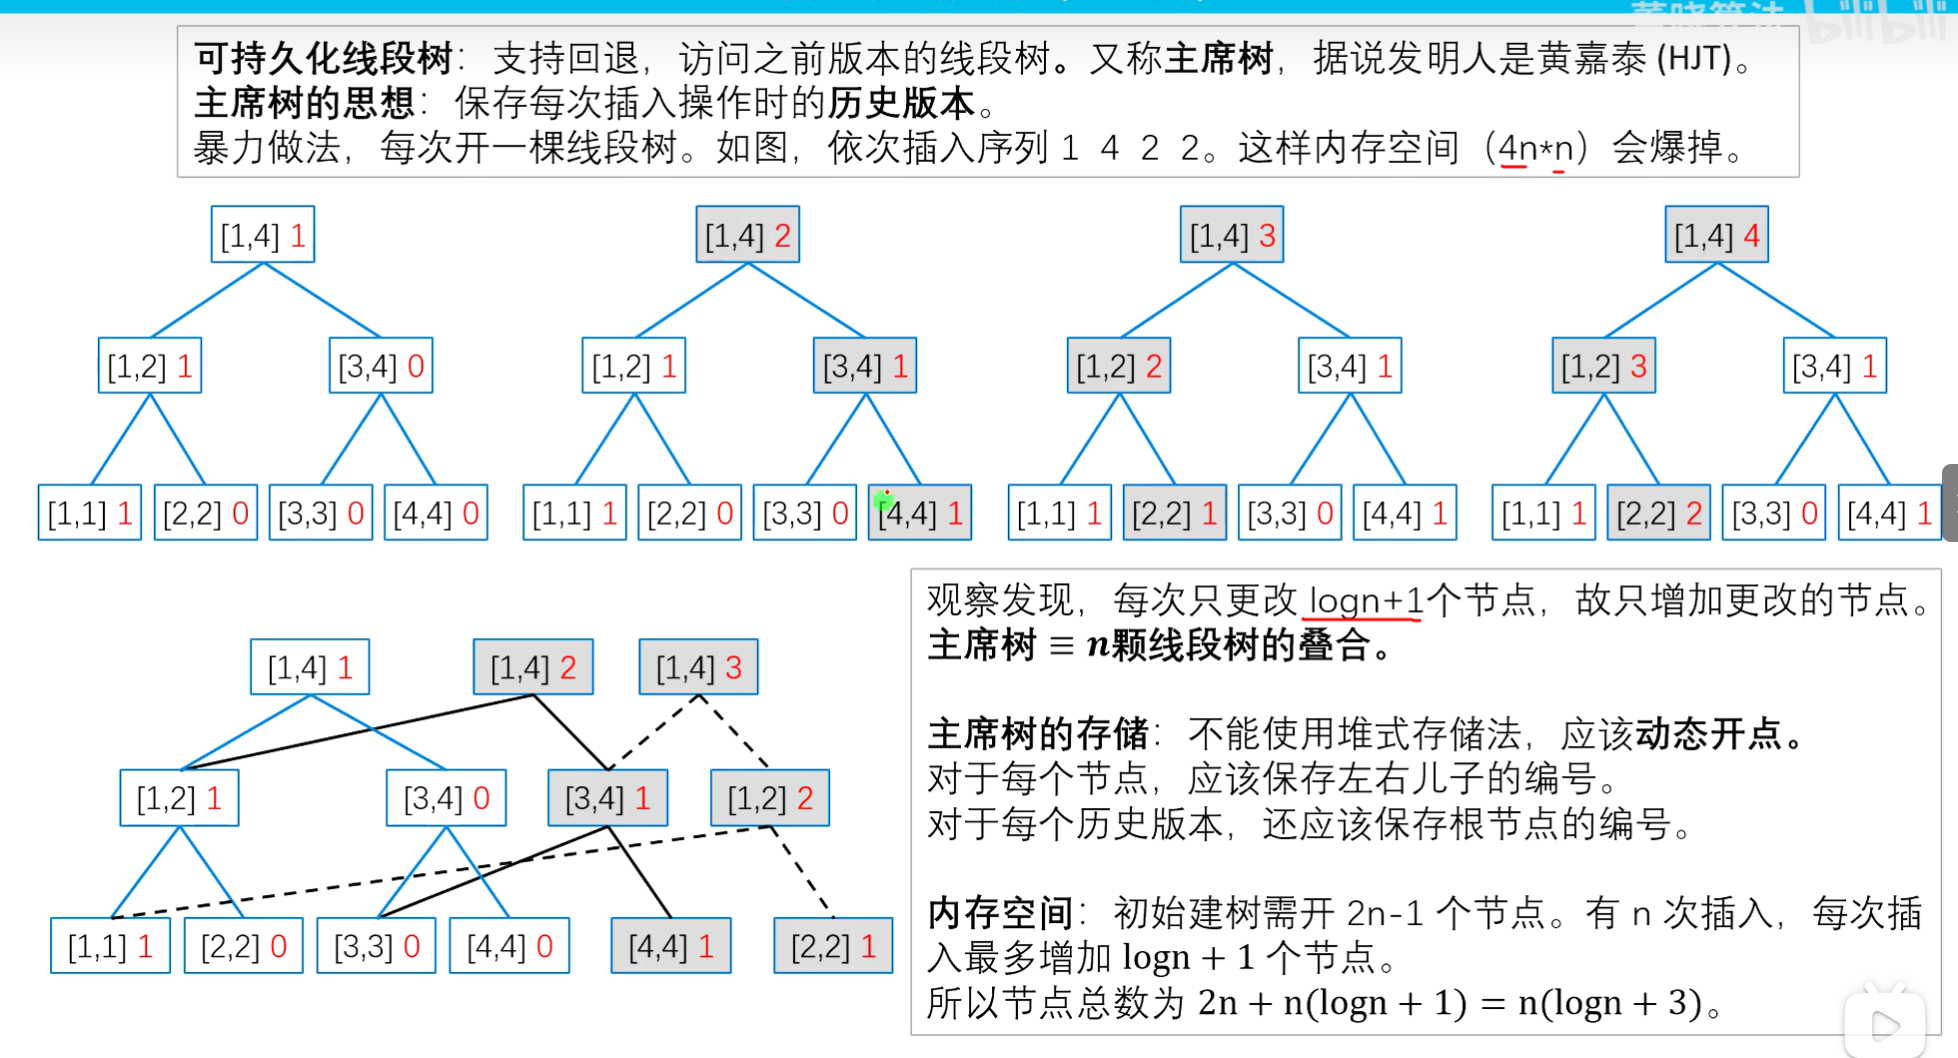 可持久化线段树：支持回退，访问之前版本的线段树。又称主席树，据说发明人是黄嘉泰 (HJT)。
主席树的思想：保存每次插入操作时的历史版本。
暴力做法，每次开一棵线段树。如图，依次插入序列 1 4 2 2。这样内存空间（4n*n）会爆掉。
[1,4] 1 [1,4] 2 [1,4] 3 [1,4] 4
[1,2] 1 [3,4] 0 [1,2] 1 [3,4] 1 [1,2] 2 [3,4] 1 [1,2] 3 [3,4] 1
[1,1] 1 [2,2] 0 [3,3] 0 [4,4] 0 [1,1] 1 [2,2] 0 [3,3] 0 [4,4] 1 [1,1] 1 [2,2] 1 [3,3] 0 [4,4] 1 [1,1] 1 [2,2] 2 [3,3] 0 [4,4] 1
[1,4] 1 [1,4] 2 [1,4] 3
[1,2] 1 [3,4] 0 [3,4] 1 [1,2] 2
[1,1] 1 [2,2] 0 [3,3] 0 [4,4] 0 [4,4] 1 [2,2] 1
观察发现，每次只更改 logn+1个节点，故只增加更改的节点。
主席树 ≡ n颗线段树的叠合。
主席树的存储：不能使用堆式存储法，应该动态开点。
对于每个节点，应该保存左右儿子的编号。
对于每个历史版本，还应该保存根节点的编号。
内存空间：初始建树需开 2n-1 个节点。有 n 次插入，每次插
入最多增加 logn + 1 个节点。
所以节点总数为 2n + n(logn + 1) = n(logn + 3)。